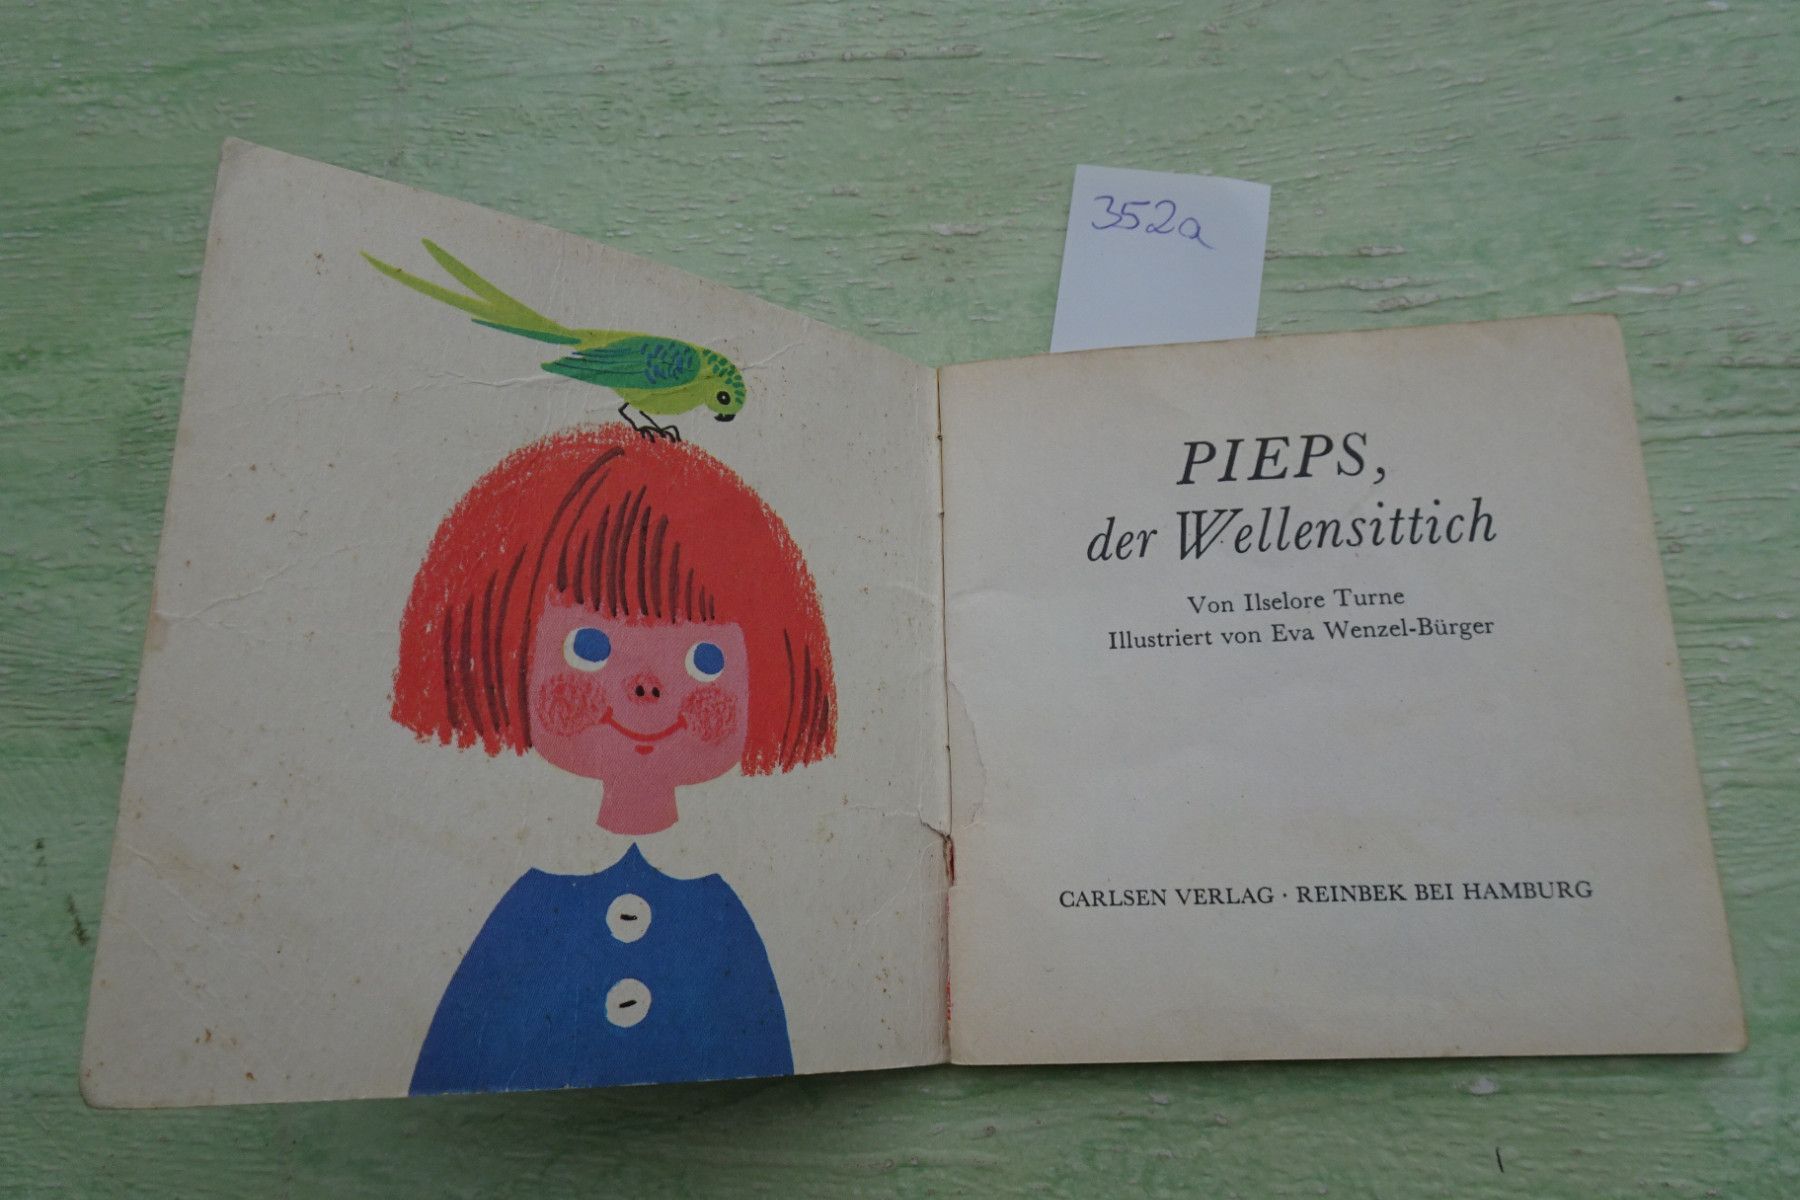 352a
PIEPS,
der Wellensittich
Von Ilselore Turne
Illustriert von Eva Wenzel-Bürger
CARLSEN VERLAG · REINBEK BEI HAMBURG